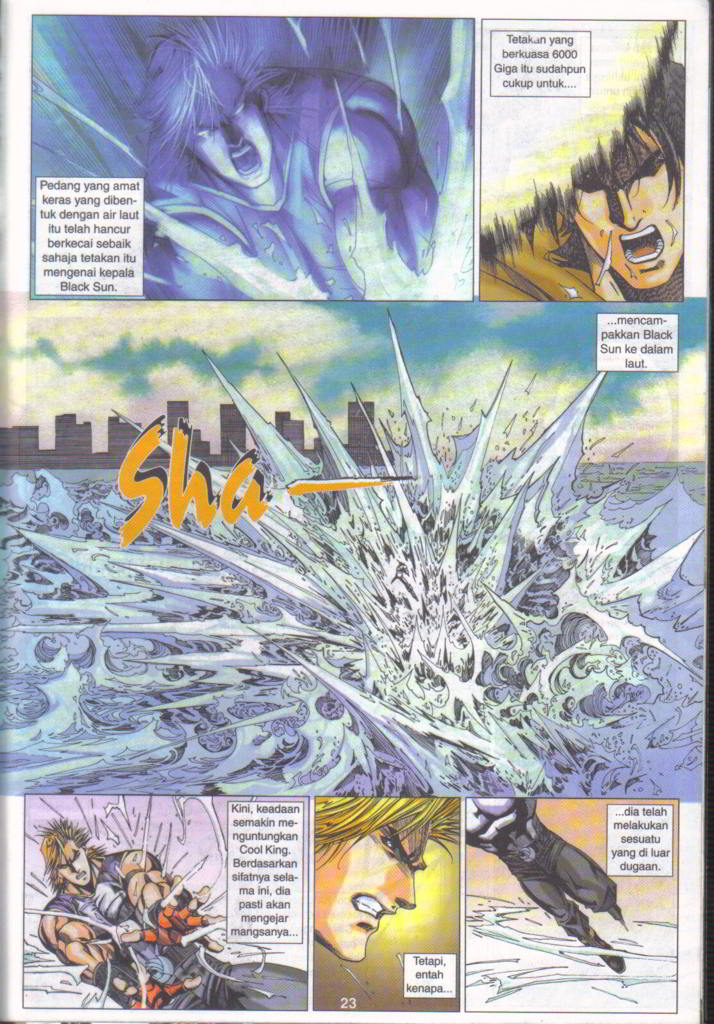 Pedang yang amat
keras yang diben-
tuk dengan air laut
itu telah hancur
berkecai sebaik
sahaja tetakan itu
mengenai kepala
Black Sun.
Tetakan yang
berkuasa 6000
Giga itu sudahpun
cukup untuk....
...mencam-
pakkan Black
Sun ke dalam
laut.
Sha
Kini, keadaan
semakin me-
nguntungkan
Cool King.
Berdasarkan
sifatnya sela-
ma ini, dia
pasti akan
mengejar
mangsanya...
Tetapi,
entah
kenapa...
...dia telah
melakukan
sesuatu
yang di luar
dugaan.
23